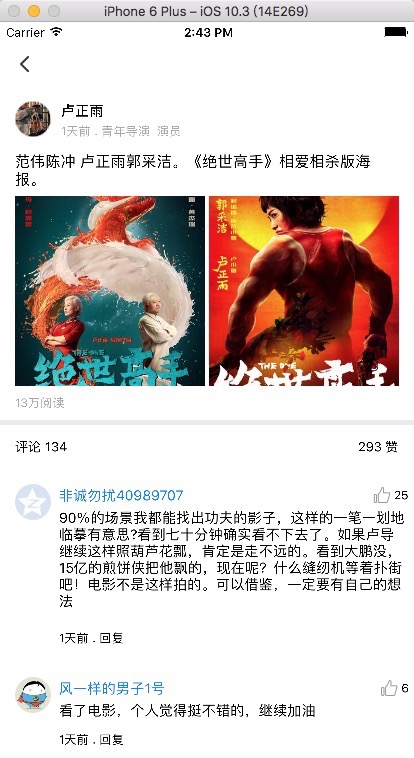 iPhone 6 Plus – iOS 10.3 (14E269)
Carrier
2:43 PM
卢正雨
1天前 . 青年导演 演员
范伟陈冲 卢正雨郭采洁。《绝世高手》相爱相杀版海
报。
郭采洁
卢正雨
THE ONE
绝世高手
THE ONE
绝世高手
13万阅读
评论 134
293 赞
非诚勿扰40989707
25
90%的场景我都能找出功夫的影子，这样的一笔一划地
临摹有意思?看到七十分钟确实看不下去了。如果卢导
继续这样照葫芦花瓢，肯定是走不远的。看到大鹏没，
15亿的煎饼侠把他飘的，现在呢？什么缝纫机等着扑街
吧！电影不是这样拍的。可以借鉴，一定要有自己的想
法
1天前 . 回复
风一样的男子1号
6
看了电影，个人觉得挺不错的，继续加油
1天前 . 回复